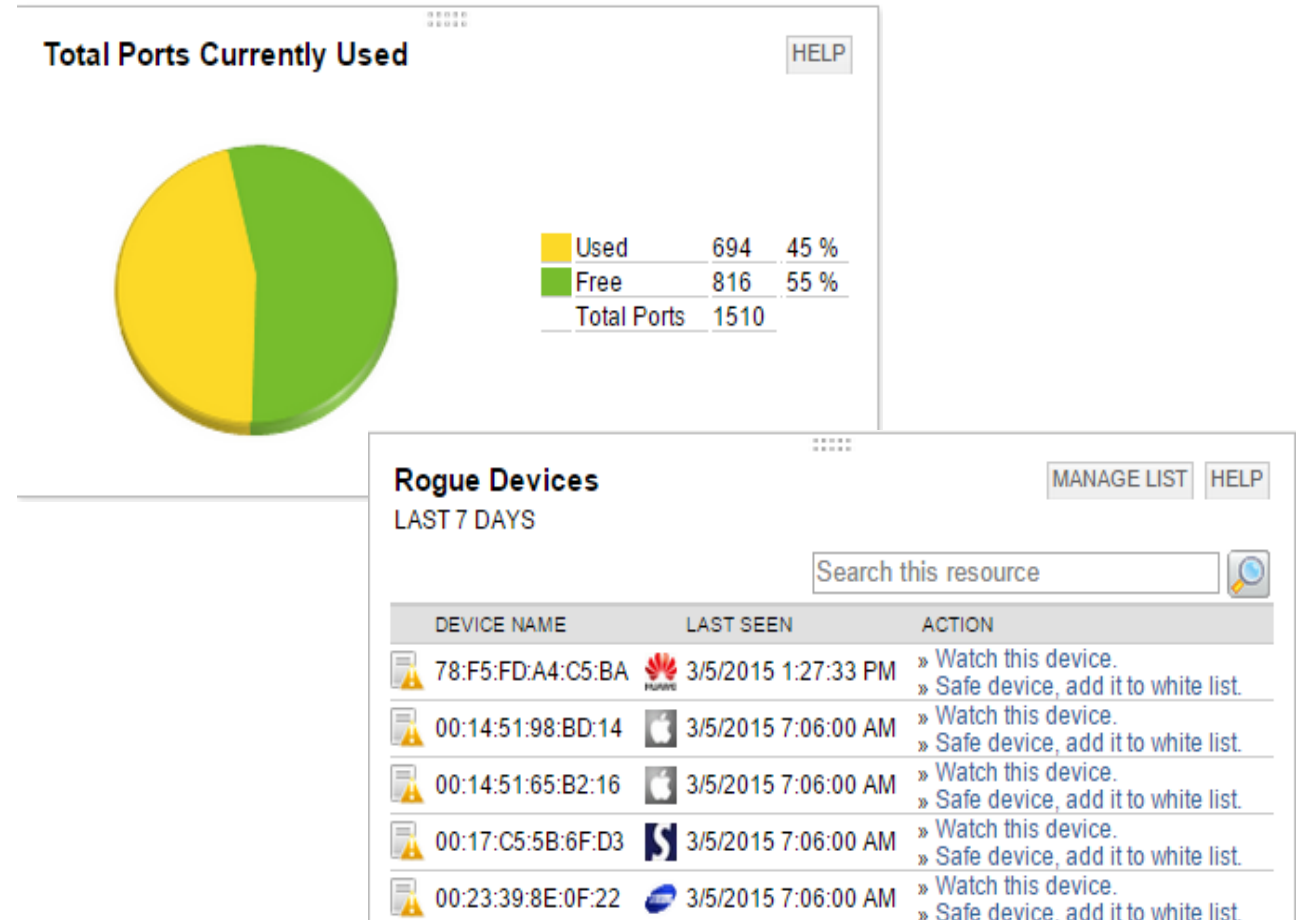 Total Ports Currently Used
HELP
Used 694 45 %
Free 816 55 %
Total Ports 1510
Rogue Devices
MANAGE LIST HELP
LAST 7 DAYS
Search this resource
DEVICE NAME LAST SEEN ACTION
78:F5:FD:A4:C5:BA HUAWEI 3/5/2015 1:27:33 PM » Watch this device.
» Safe device, add it to white list.
00:14:51:98:BD:14 3/5/2015 7:06:00 AM » Watch this device.
» Safe device, add it to white list.
00:14:51:65:B2:16 3/5/2015 7:06:00 AM » Watch this device.
» Safe device, add it to white list.
00:17:C5:5B:6F:D3 3/5/2015 7:06:00 AM » Watch this device.
» Safe device, add it to white list.
00:23:39:8E:0F:22 3/5/2015 7:06:00 AM » Watch this device.
» Safe device, add it to white list.